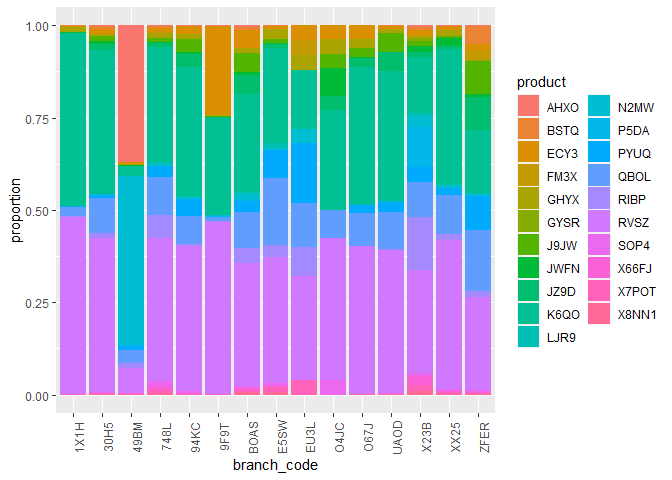 1.00
0.75
0.50
0.25
0.00
proportion
1X1H
30H5
49BM
748L
94KC
9F9T
BOAS
E5SW
EU3L
O4JC
O67J
UAOD
X23B
XX25
ZFER
branch_code
product
AHXO
BSTQ
ECY3
FM3X
GHYX
GYSR
J9JW
JWFN
JZ9D
K6QO
LJR9
N2MW
P5DA
PYUQ
QBOL
RIBP
RVSZ
SOP4
X66FJ
X7POT
X8NN1